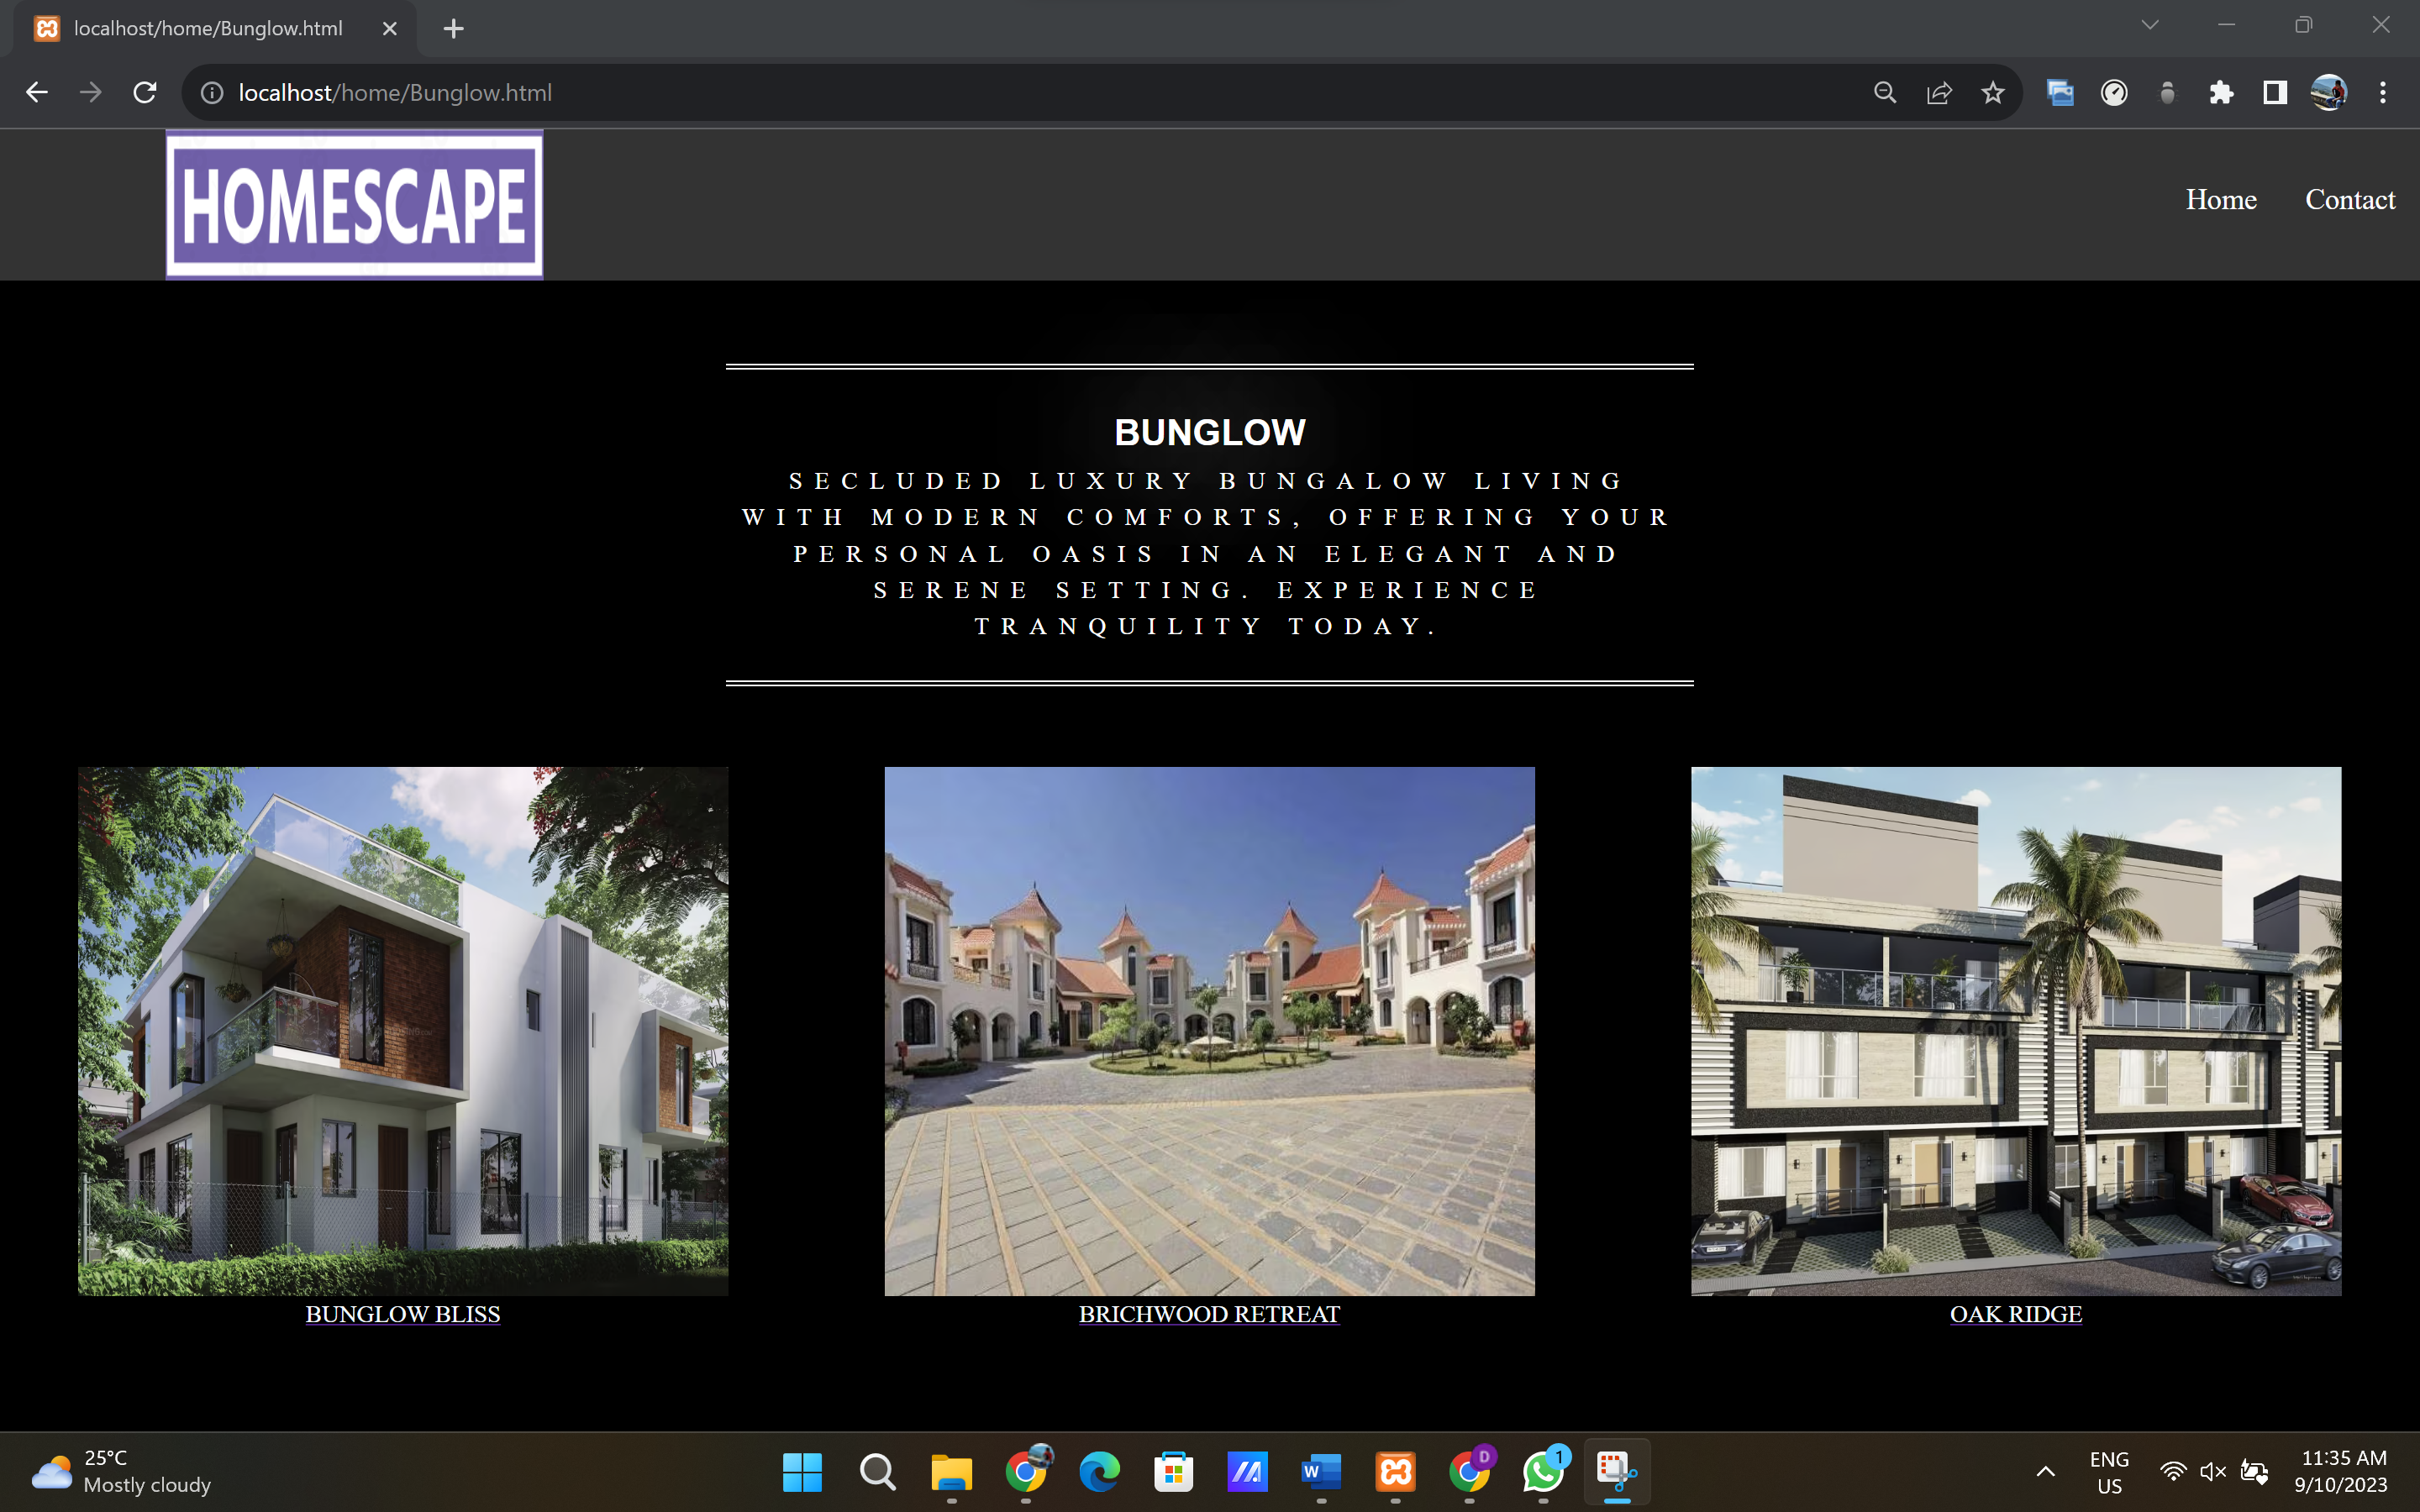 localhost/home/Bunglow.html
localhost/home/Bunglow.html
HOMESCAPE
Home Contact
BUNGLOW
SECLUDED LUXURY BUNGALOW LIVING
WITH MODERN COMFORTS, OFFERING YOUR
PERSONAL OASIS IN AN ELEGANT AND
SERENE SETTING. EXPERIENCE
TRANQUILITY TODAY.
BUNGLOW BLISS
BRICHWOOD RETREAT
OAK RIDGE
25°C
Mostly cloudy
W
D
1
ENG
US
11:35 AM
9/10/2023